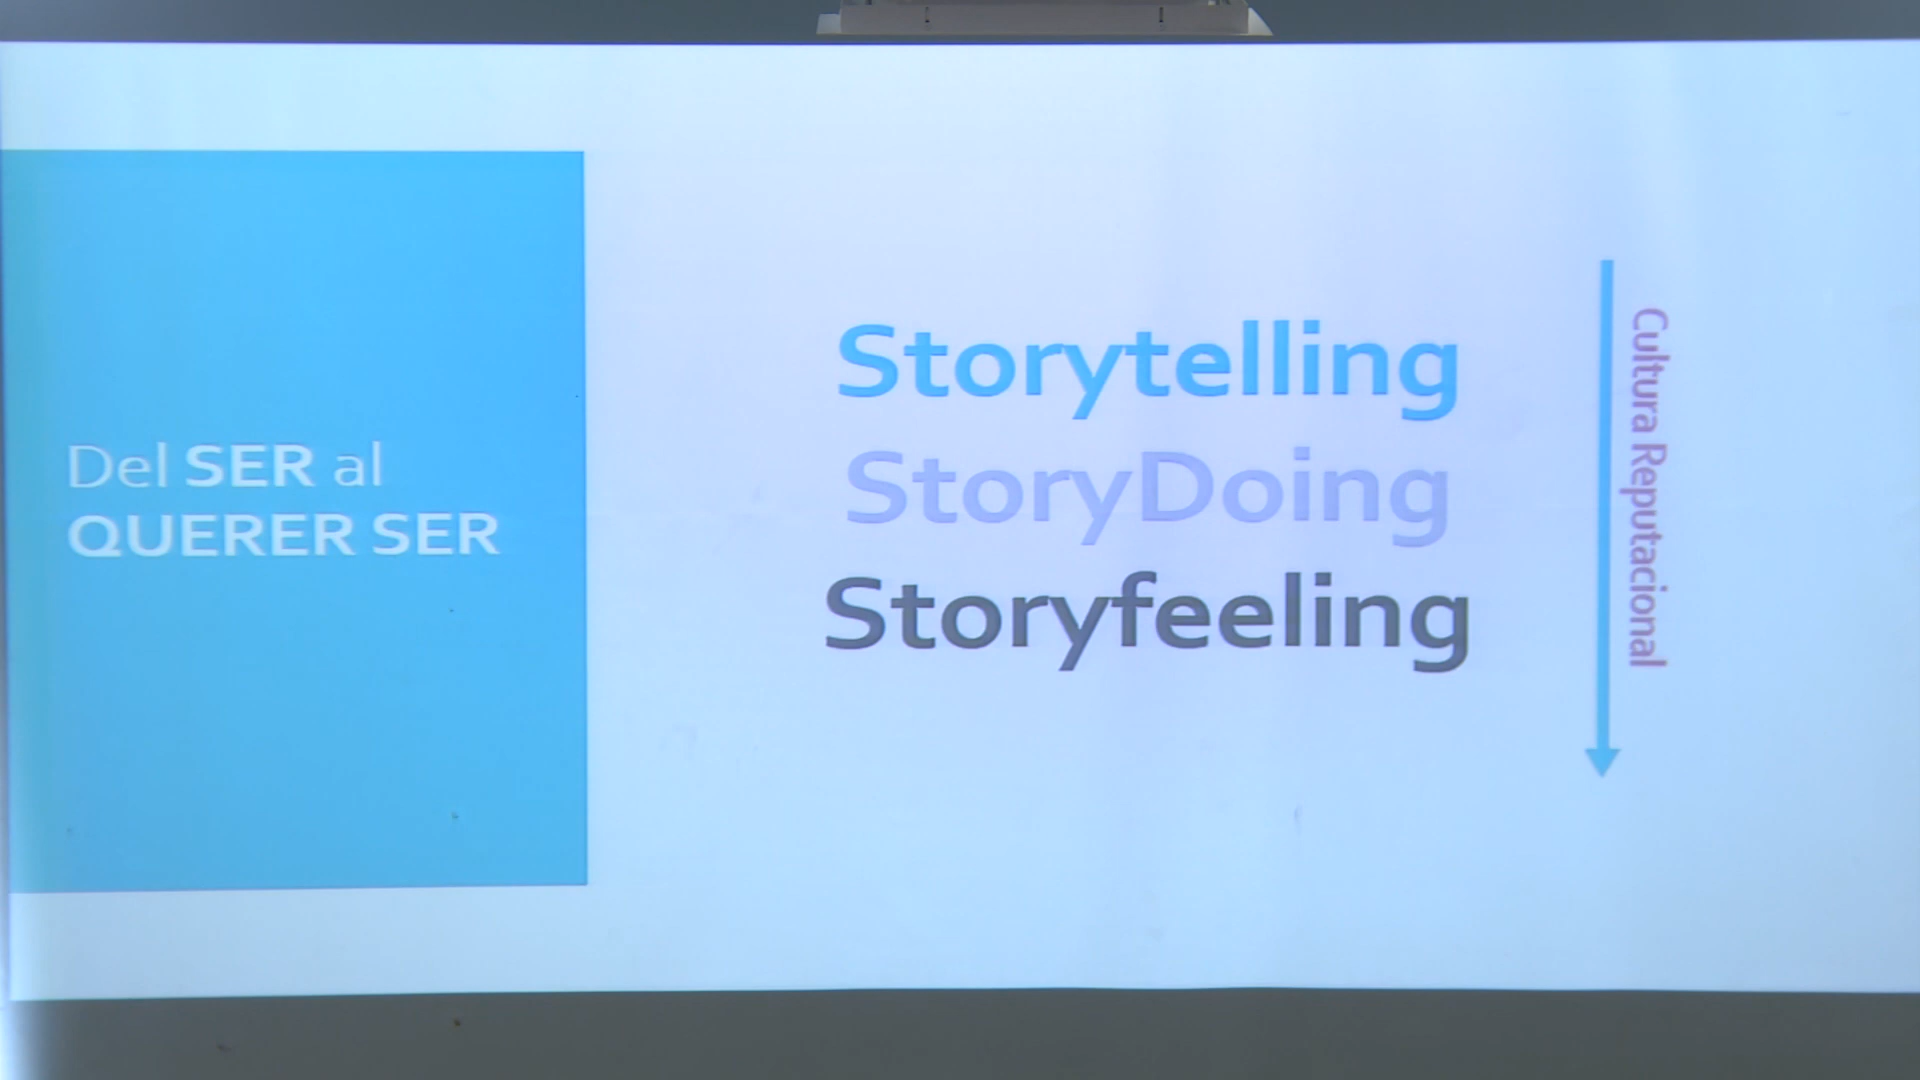 Del SER al
QUERER SER
Storytelling
StoryDoing
Storyfeeling
Cultura Reputacional